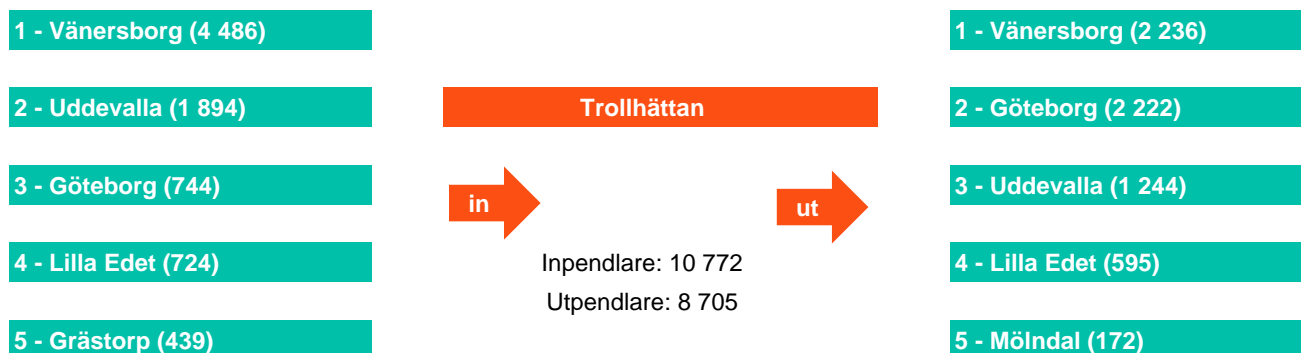 1 - Vänersborg (4 486)
2 - Uddevalla (1 894)
3 - Göteborg (744)
4 - Lilla Edet (724)
5 - Grästorp (439)
Trollhättan
in
ut
Inpendlare: 10 772
Utpendlare: 8 705
1 - Vänersborg (2 236)
2 - Göteborg (2 222)
3 - Uddevalla (1 244)
4 - Lilla Edet (595)
5 - Mölndal (172)